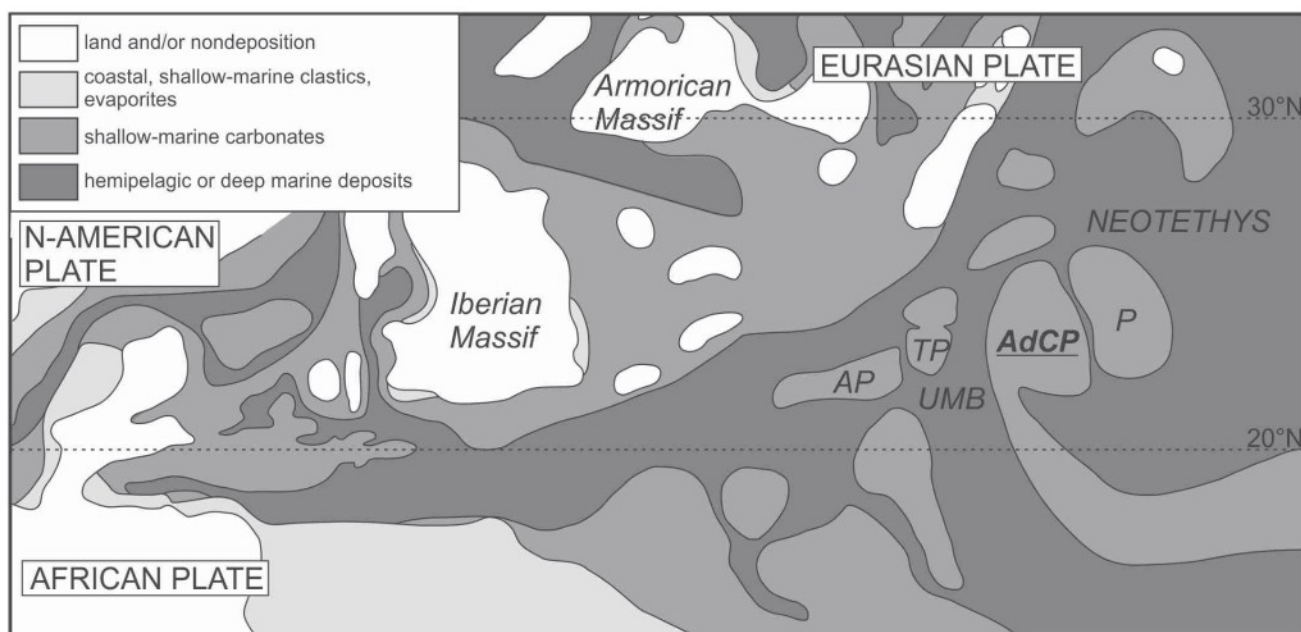 land and/or nondeposition
coastal, shallow-marine clastics,
evaporites
shallow-marine carbonates
hemipelagic or deep marine deposits
EURASIAN PLATE
Armorican
Massif
30°N
N-AMERICAN
PLATE
NEOTETHYS
Iberian
Massif
TP
AdCP
P
AP
UMB
20°N
AFRICAN PLATE